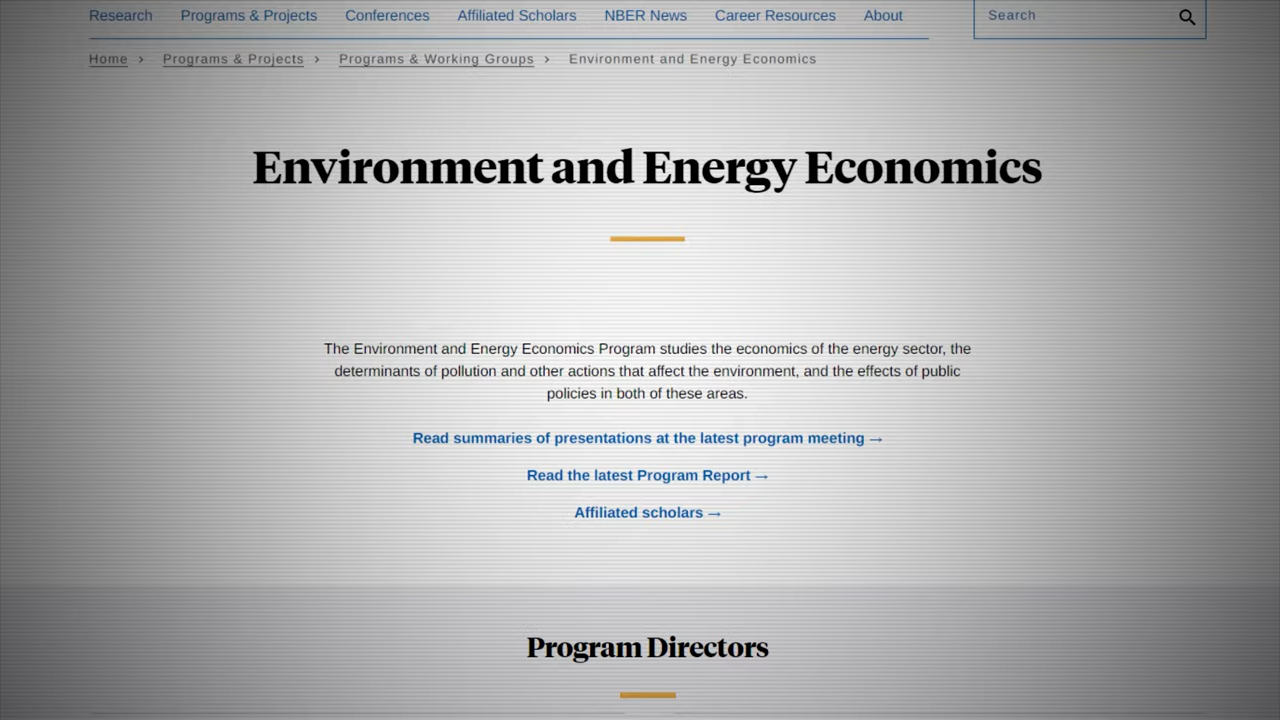 Research Programs & Projects Conferences Affiliated Scholars NBER News Career Resources About Search
Home › Programs & Projects › Programs & Working Groups › Environment and Energy Economics
Environment and Energy Economics
The Environment and Energy Economics Program studies the economics of the energy sector, the
determinants of pollution and other actions that affect the environment, and the effects of public
policies in both of these areas.
Read summaries of presentations at the latest program meeting →
Read the latest Program Report →
Affiliated scholars →
Program Directors